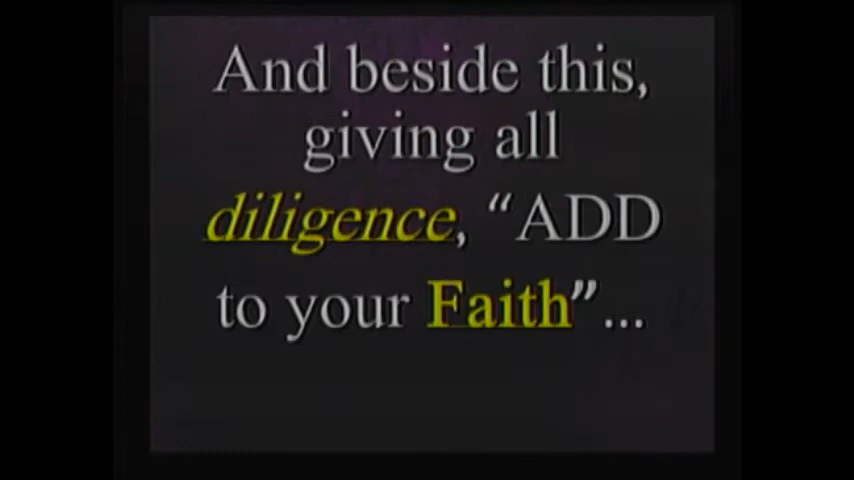 And beside this,
giving all
diligence, “ADD
to your Faith”...